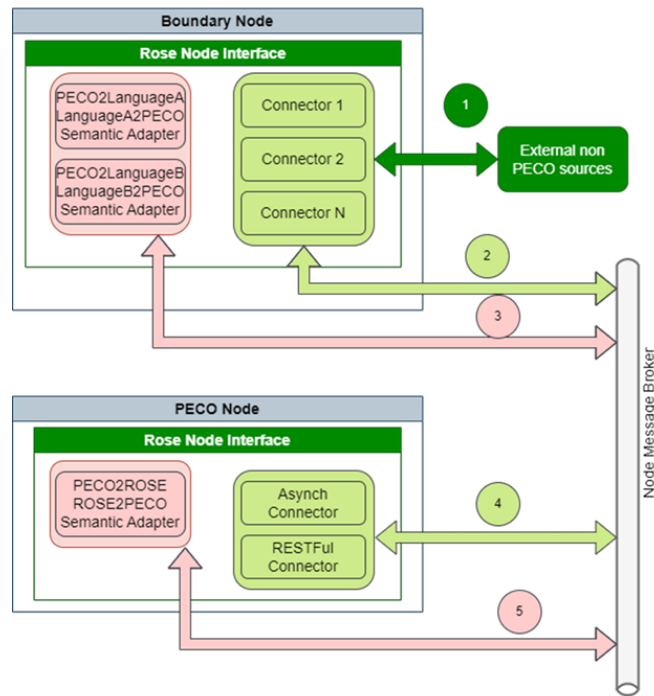 Boundary Node
Rose Node Interface
PECO2LanguageA
LanguageA2PECO
Semantic Adapter
PECO2LanguageB
LanguageB2PECO
Semantic Adapter
Connector 1
Connector 2
Connector N
1
External non
PECO sources
2
3
Node Message Broker
PECO Node
Rose Node Interface
PECO2ROSE
ROSE2PECO
Semantic Adapter
Asynch
Connector
RESTFul
Connector
4
5